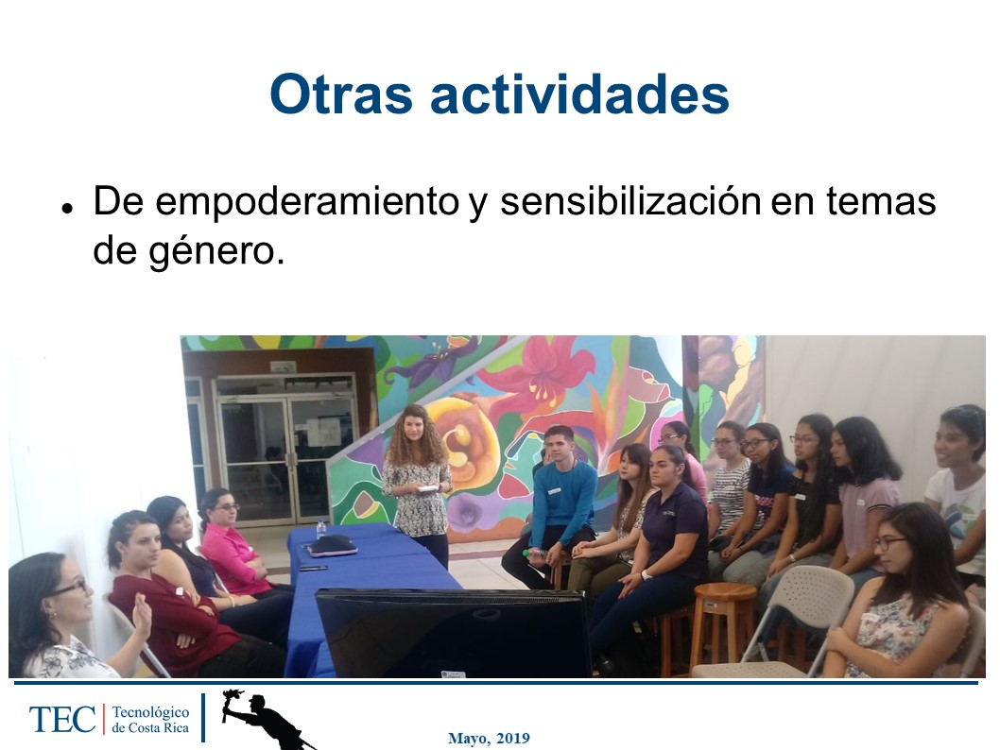 Otras actividades
De empoderamiento y sensibilización en temas
de género.
TEC Tecnológico
de Costa Rica
Mayo, 2019